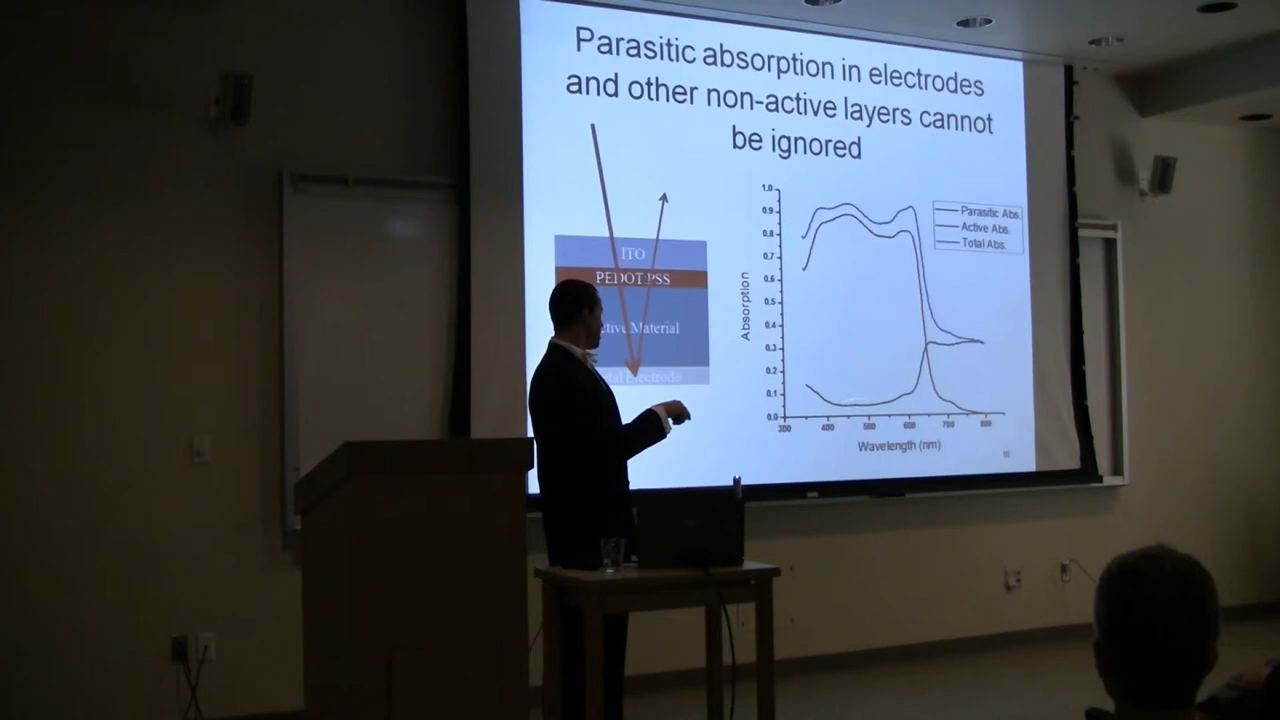 Parasitic absorption in electrodes
and other non-active layers cannot
be ignored
ITO
PEDOT:PSS
Active Material
Metal Electrode
Absorption
1.0
0.9
0.8
0.7
0.6
0.5
0.4
0.3
0.2
0.1
0.0
300 400 500 600 700 800
Wavelength (nm)
Parasitic Abs.
Active Abs.
Total Abs.